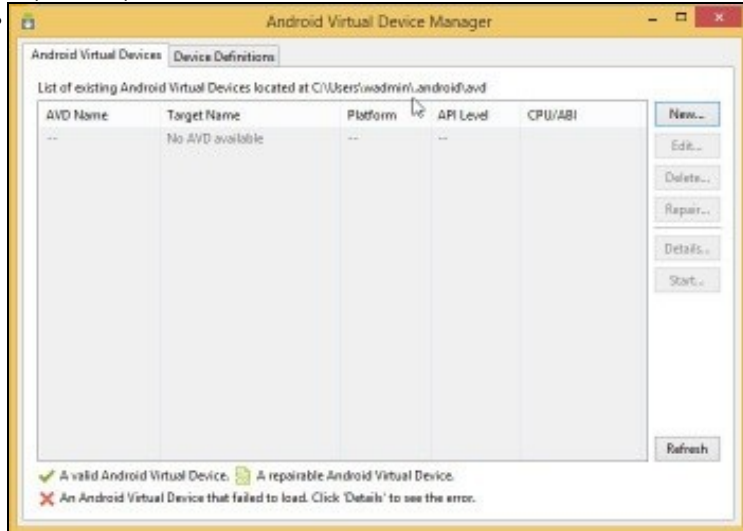 Android Virtual Device Manager
Android Virtual Devices Device Definitions
List of existing Android Virtual Devices located at C:\Users\wadmin\.android\avd
AVD Name Target Name Platform API Level CPU/ABI New...
-- No AVD available -- -- Edit...
Delete...
Repair...
Details...
Start...
Refresh
A valid Android Virtual Device. A repairable Android Virtual Device.
An Android Virtual Device that failed to load. Click 'Details' to see the error.